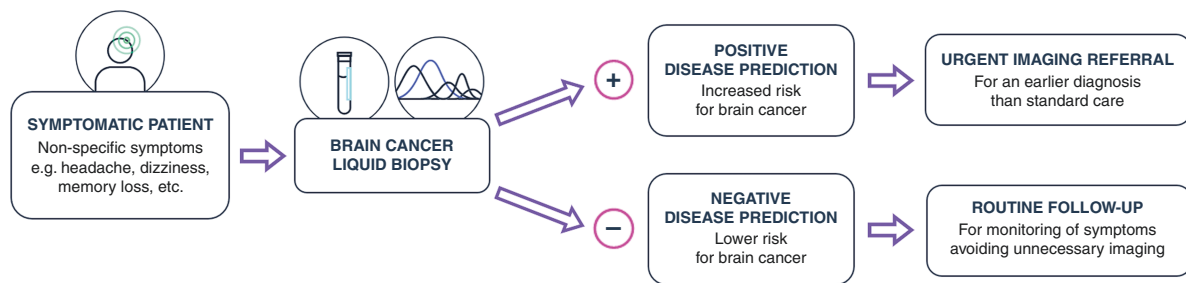 SYMPTOMATIC PATIENT
Non-specific symptoms
e.g. headache, dizziness,
memory loss, etc.
BRAIN CANCER
LIQUID BIOPSY
+
POSITIVE
DISEASE PREDICTION
Increased risk
for brain cancer
URGENT IMAGING REFERRAL
For an earlier diagnosis
than standard care
−
NEGATIVE
DISEASE PREDICTION
Lower risk
for brain cancer
ROUTINE FOLLOW-UP
For monitoring of symptoms
avoiding unnecessary imaging